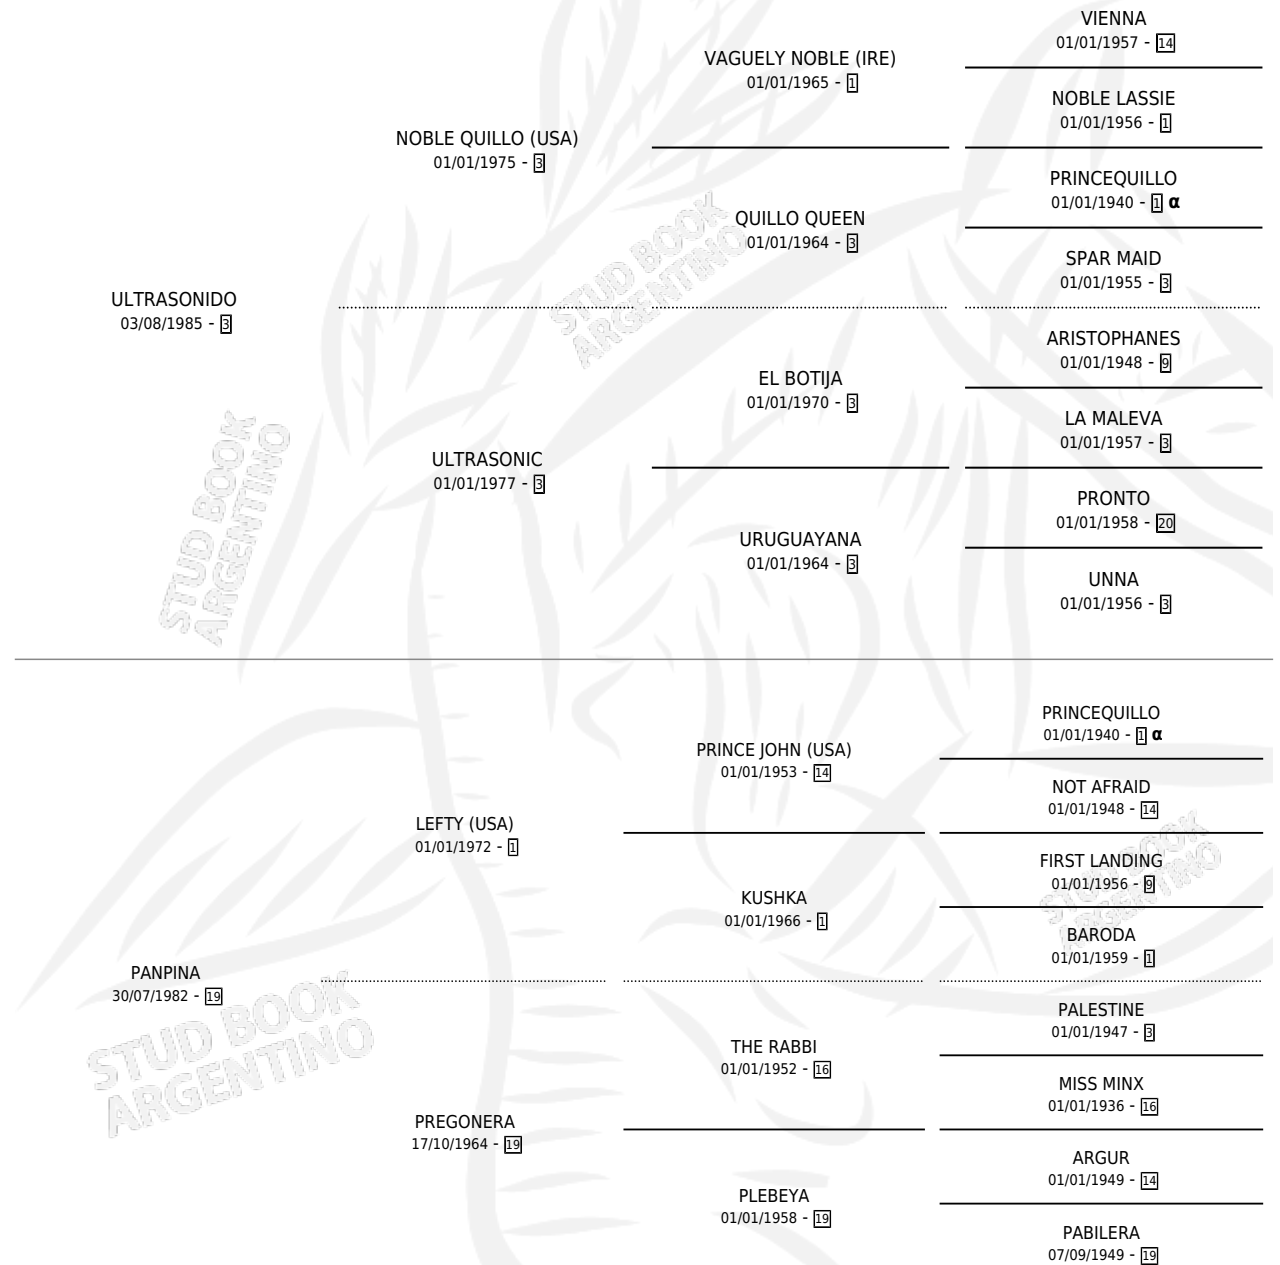 VIENNA
01/01/1957 - 14
VAGUELY NOBLE (IRE)
01/01/1965 - 1
NOBLE LASSIE
01/01/1956 - 1
NOBLE QUILLO (USA)
01/01/1975 - 3
PRINCEQUILLO
01/01/1940 - 1 α
QUILLO QUEEN
01/01/1964 - 3
SPAR MAID
01/01/1955 - 3
STUD BOOK
ARGENTINO
ULTRASONIDO
03/08/1985 - 3
ARISTOPHANES
01/01/1948 - 9
EL BOTIJA
01/01/1970 - 3
LA MALEVA
01/01/1957 - 3
ULTRASONIC
01/01/1977 - 3
PRONTO
01/01/1958 - 20
URUGUAYANA
01/01/1964 - 3
UNNA
01/01/1956 - 3
STUD BOOK
ARGENTINO
PRINCEQUILLO
01/01/1940 - 1 α
PRINCE JOHN (USA)
01/01/1953 - 14
NOT AFRAID
01/01/1948 - 14
LEFTY (USA)
01/01/1972 - 1
FIRST LANDING
01/01/1956 - 9
KUSHKA
01/01/1966 - 1
BARODA
01/01/1959 - 1
STUD BOOK
ARGENTINO
PANPINA
30/07/1982 - 19
PALESTINE
01/01/1947 - 3
THE RABBI
01/01/1952 - 16
MISS MINX
01/01/1936 - 16
PREGONERA
17/10/1964 - 19
ARGUR
01/01/1949 - 14
PLEBEYA
01/01/1958 - 19
PABILERA
07/09/1949 - 19
STUD BOOK
ARGENTINO